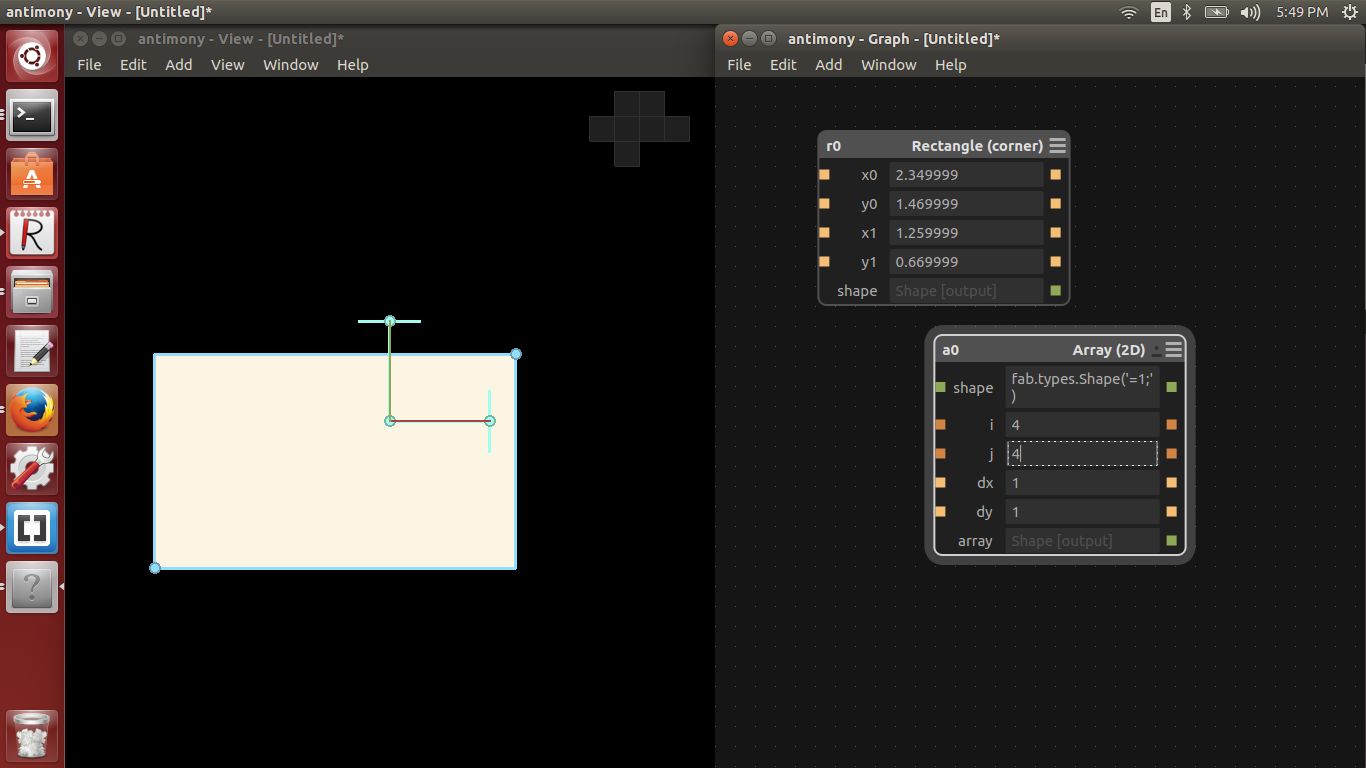 antimony - View - [Untitled]*
En
5:49 PM
antimony - View - [Untitled]*
File Edit Add View Window Help
antimony - Graph - [Untitled]*
File Edit Add Window Help
r0 Rectangle (corner)
x0 2.349999
y0 1.469999
x1 1.259999
y1 0.669999
shape Shape [output]
a0 Array (2D)
shape fab.types.Shape('=1;'
)
i 4
j 4
dx 1
dy 1
array Shape [output]